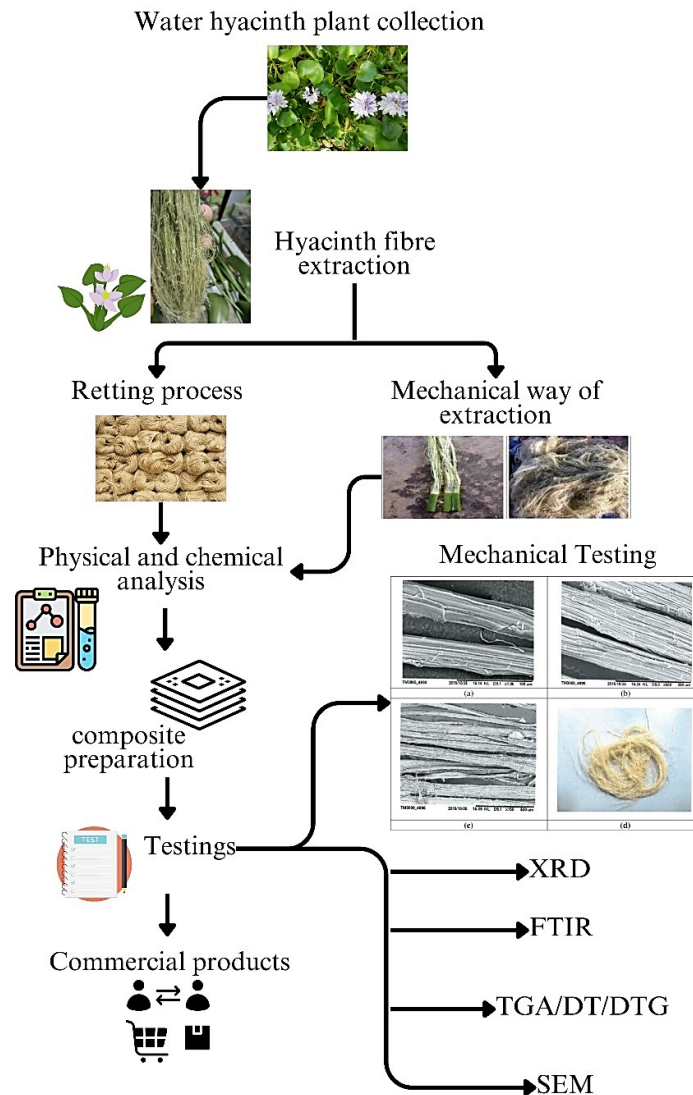 Water hyacinth plant collection
Hyacinth fibre
extraction
Retting process
Mechanical way of
extraction
Physical and chemical
analysis
Mechanical Testing
(a)
(b)
composite
preparation
(c)
(d)
TEST
Testings
XRD
FTIR
Commercial products
TGA/DT/DTG
SEM